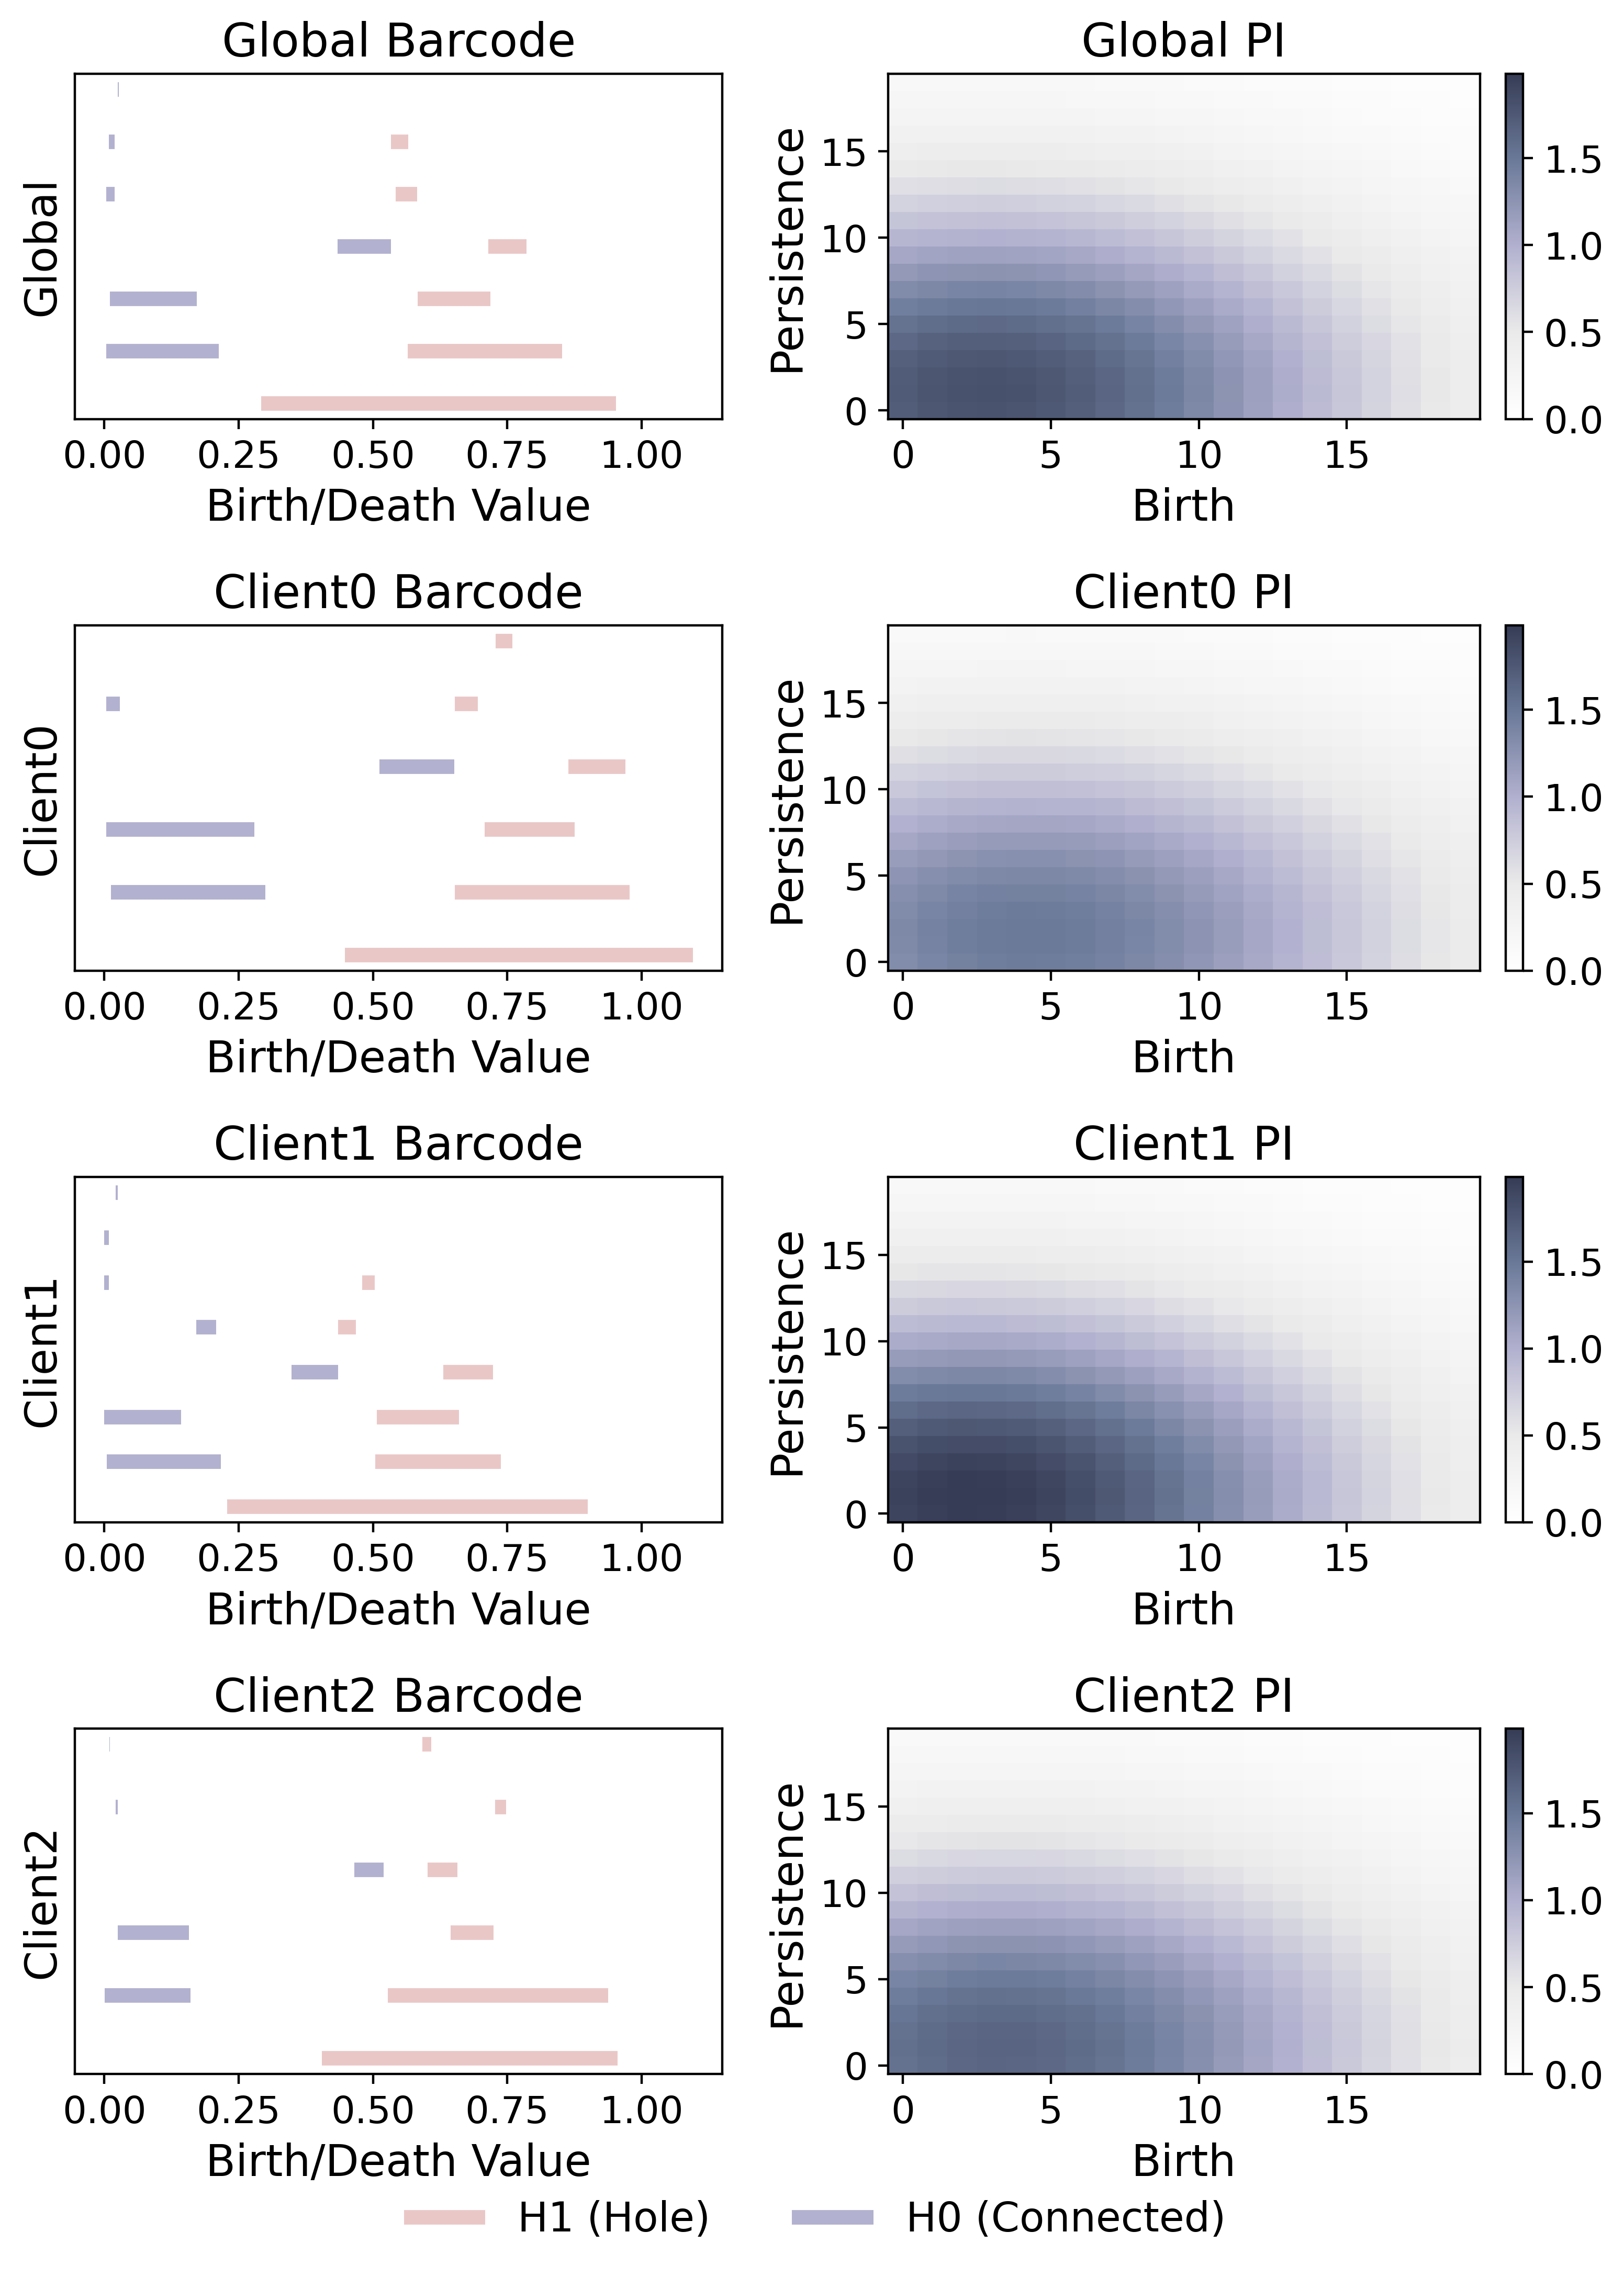 Global Barcode
Global PI
Global
0.00 0.25 0.50 0.75 1.00
Birth/Death Value
Persistence
15
10
5
0
0 5 10 15
Birth
1.5
1.0
0.5
0.0
Client0 Barcode
Client0 PI
Client0
0.00 0.25 0.50 0.75 1.00
Birth/Death Value
Persistence
15
10
5
0
0 5 10 15
Birth
1.5
1.0
0.5
0.0
Client1 Barcode
Client1 PI
Client1
0.00 0.25 0.50 0.75 1.00
Birth/Death Value
Persistence
15
10
5
0
0 5 10 15
Birth
1.5
1.0
0.5
0.0
Client2 Barcode
Client2 PI
Client2
0.00 0.25 0.50 0.75 1.00
Birth/Death Value
Persistence
15
10
5
0
0 5 10 15
Birth
1.5
1.0
0.5
0.0
H1 (Hole) H0 (Connected)